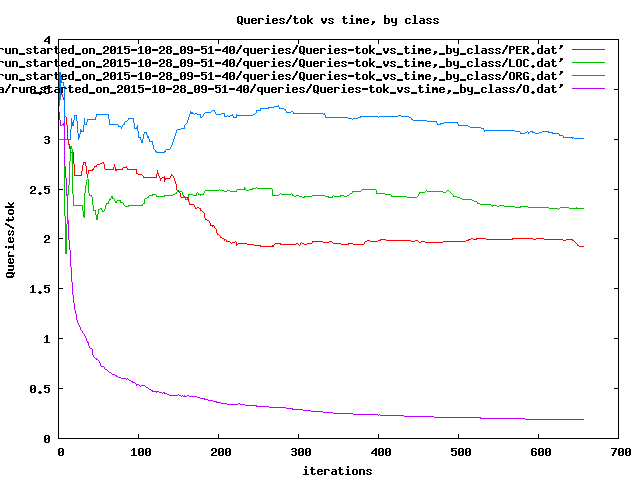 Queries/tok vs time, by class
4
3.5
3
2.5
2
1.5
1
0.5
0
run_started_on_2015-10-28_09-51-40/queries/Queries-tok_vs_time,_by_class/PER.dat'
run_started_on_2015-10-28_09-51-40/queries/Queries-tok_vs_time,_by_class/LOC.dat'
run_started_on_2015-10-28_09-51-40/queries/Queries-tok_vs_time,_by_class/ORG.dat'
a/run_started_on_2015-10-28_09-51-40/queries/Queries-tok_vs_time,_by_class/O.dat'
Queries/tok
0 100 200 300 400 500 600 700
iterations